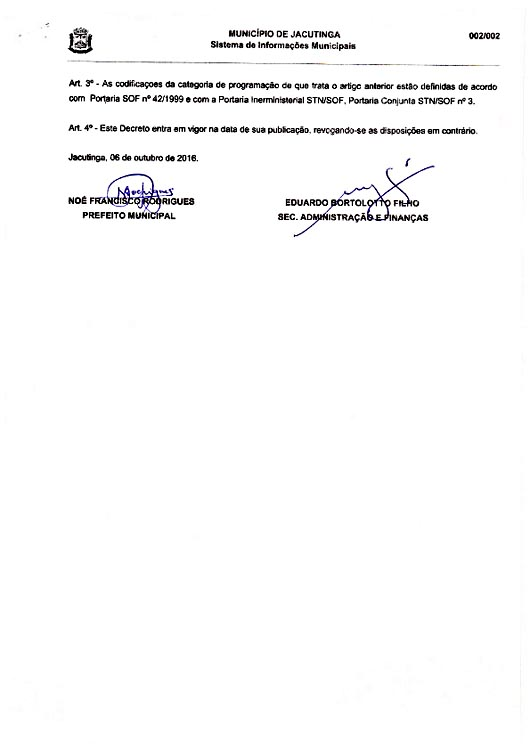 MUNICÍPIO DE JACUTINGA
002/002
Sistema de Informações Municipais
Art. 3º - As codificaçoes da categoria de programação de que trata o artigo anterior estão definidas de acordo
com Portaria SOF nº 42/1999 e com a Portaria Inerministerial STN/SOF, Portaria Conjunta STN/SOF nº 3.
Art. 4º - Este Decreto entra em vigor na data de sua publicação, revogando-se as disposições em contrário.
Jacutinga, 06 de outubro de 2016.
NOÉ FRANCISCO RODRIGUES
PREFEITO MUNICIPAL
EDUARDO BORTOLOTTO FILHO
SEC. ADMINISTRAÇÃO E FINANÇAS